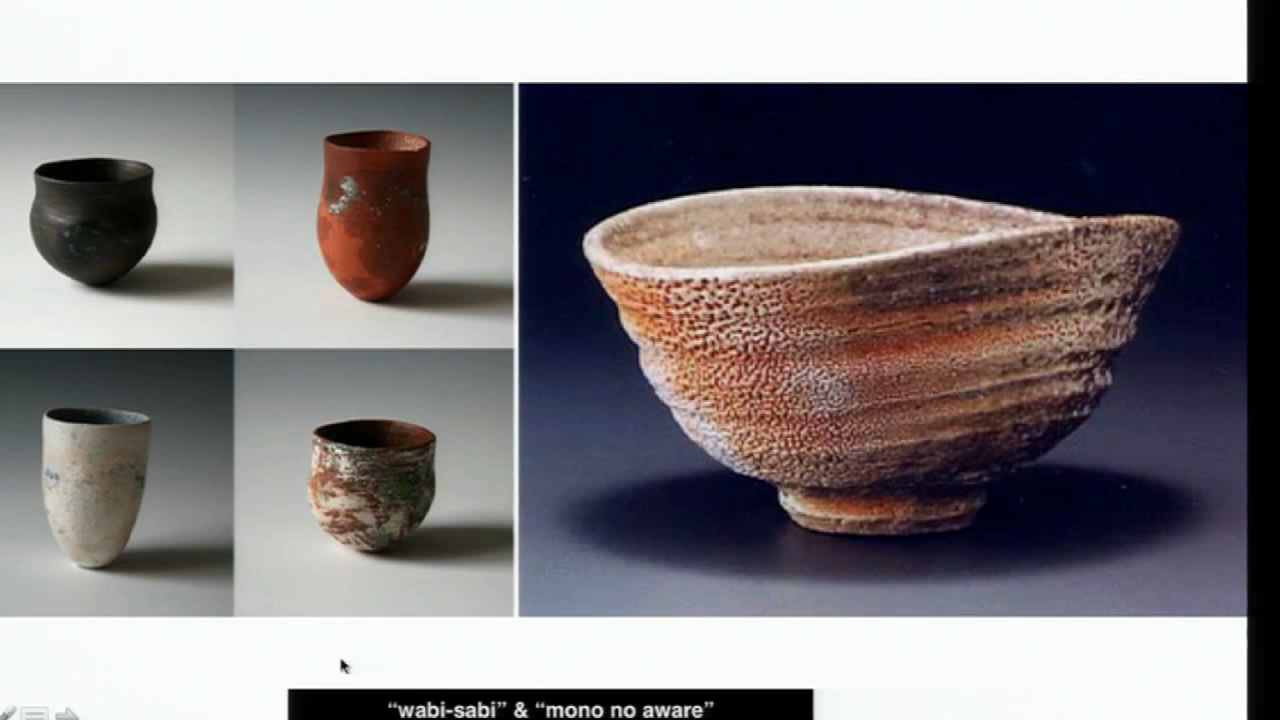 “wabi-sabi” & “mono no aware”